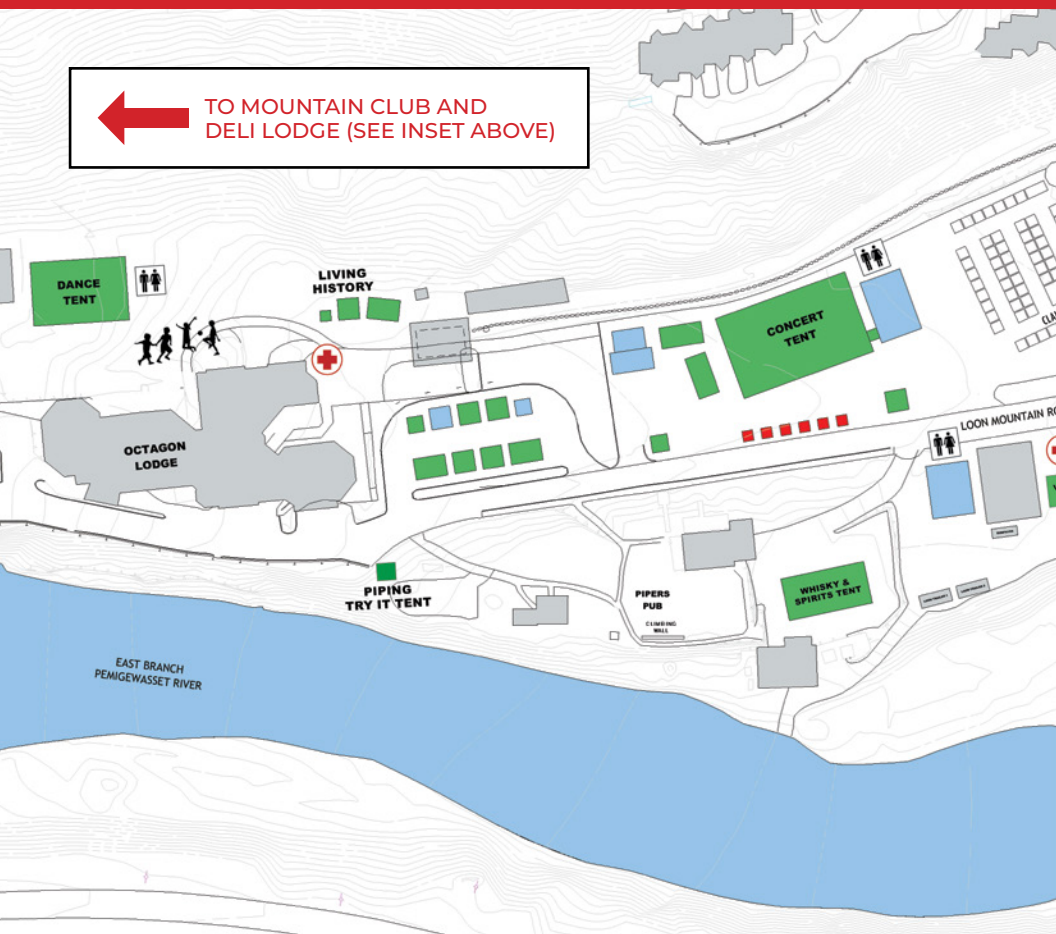 TO MOUNTAIN CLUB AND
DELI LODGE (SEE INSET ABOVE)
DANCE
TENT
LIVING
HISTORY
CONCERT
TENT
CLA
LOON MOUNTAIN RO
OCTAGON
LODGE
PIPING
TRY IT TENT
PIPERS
PUB
CLIMBING
WALL
WHISKY &
SPIRITS TENT
EAST BRANCH
PEMIGEWASSET RIVER